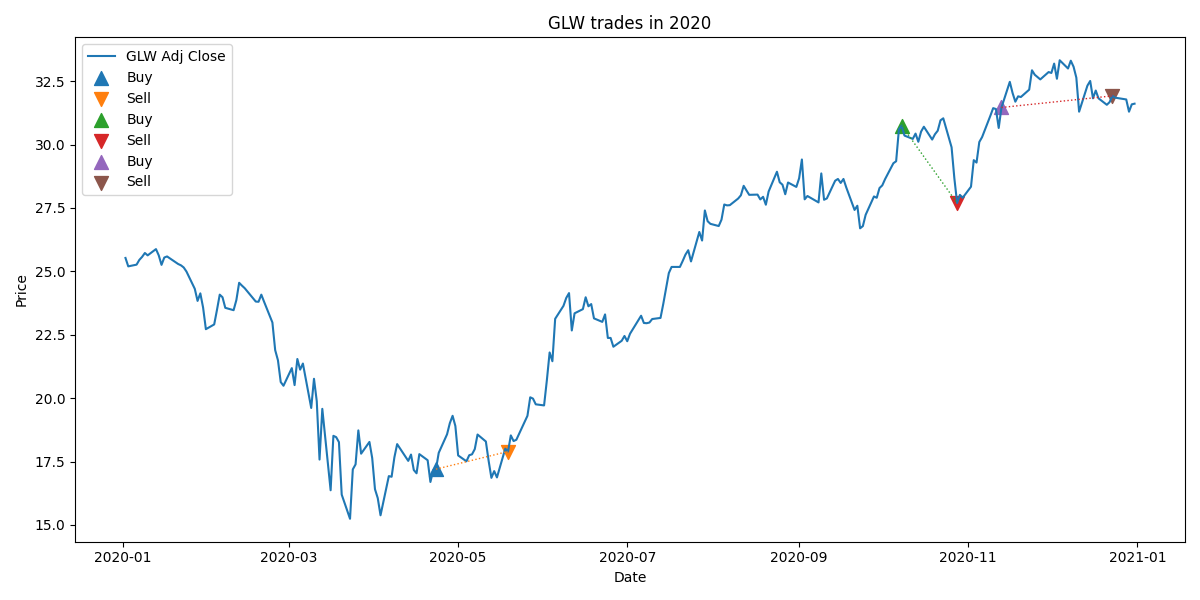 GLW trades in 2020
GLW Adj Close
Buy
Sell
Buy
Sell
Buy
Sell
Price
32.5
30.0
27.5
25.0
22.5
20.0
17.5
15.0
2020-01
2020-03
2020-05
2020-07
2020-09
2020-11
2021-01
Date